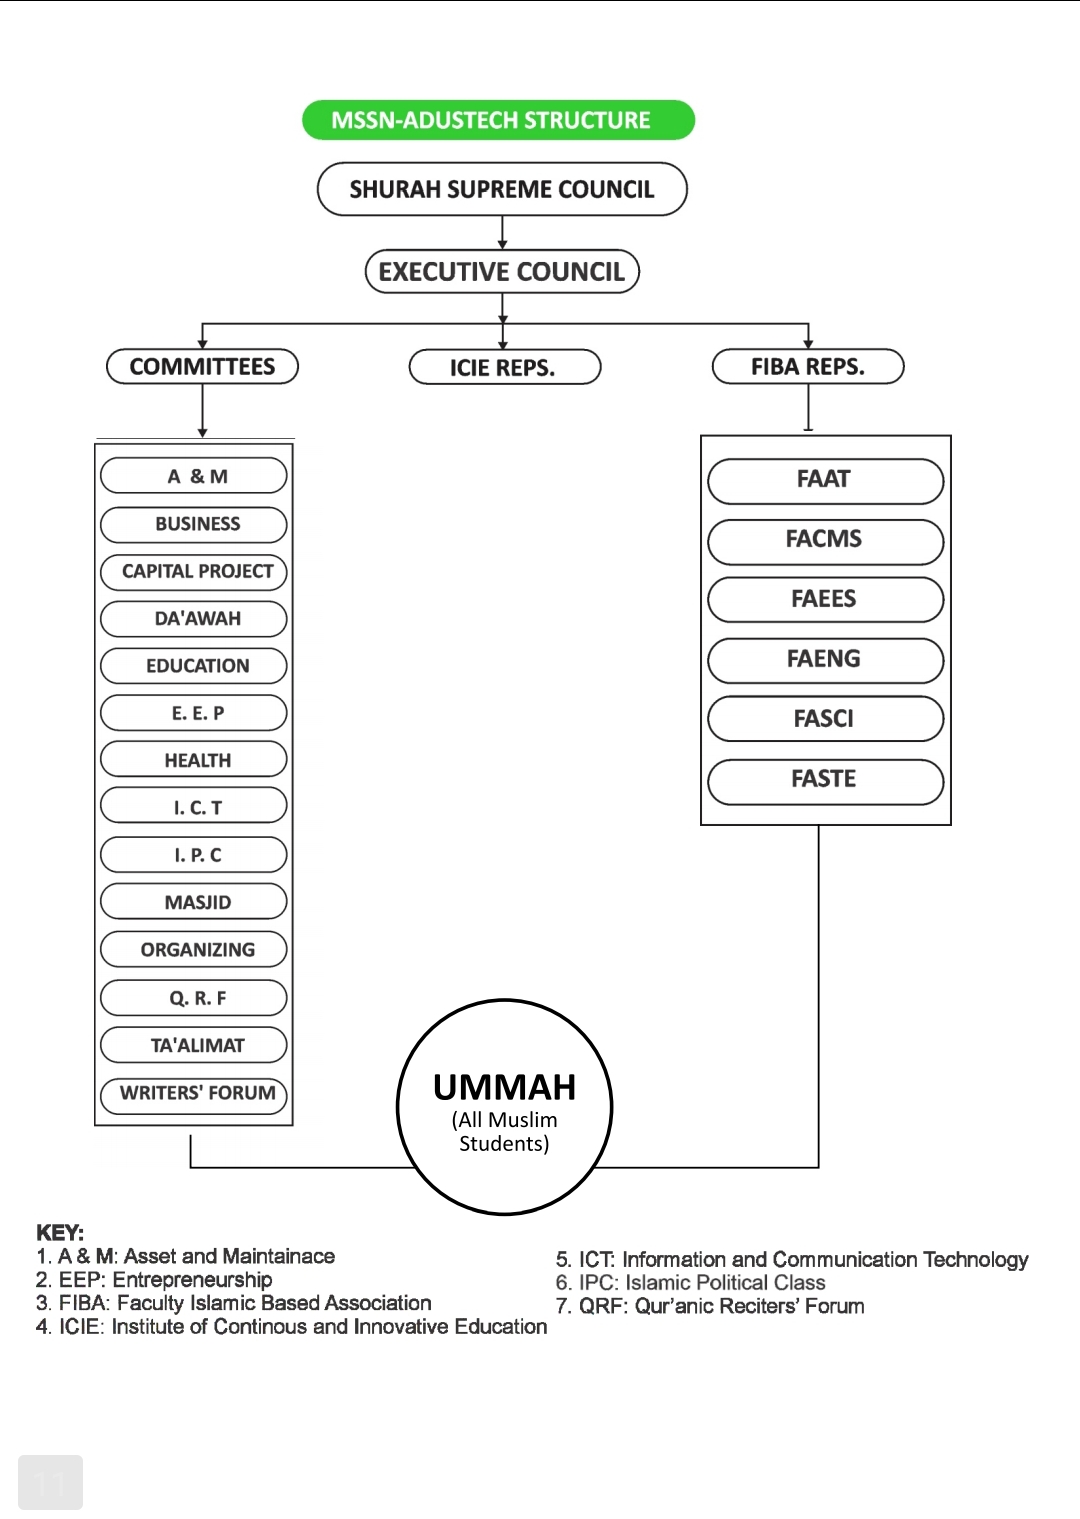 MSSN-ADUSTECH STRUCTURE
SHURAH SUPREME COUNCIL
EXECUTIVE COUNCIL
COMMITTEES
ICIE REPS.
FIBA REPS.
A & M
BUSINESS
CAPITAL PROJECT
DA'AWAH
EDUCATION
E. E. P
HEALTH
I. C. T
I. P. C
MASJID
ORGANIZING
Q. R. F
TA'ALIMAT
WRITERS' FORUM
FAAT
FACMS
FAEES
FAENG
FASCI
FASTE
UMMAH
(All Muslim
Students)
KEY:
1. A & M: Asset and Maintainace
2. EEP: Entrepreneurship
3. FIBA: Faculty Islamic Based Association
4. ICIE: Institute of Continous and Innovative Education
5. ICT: Information and Communication Technology
6. IPC: Islamic Political Class
7. QRF: Qur’anic Reciters’ Forum
11